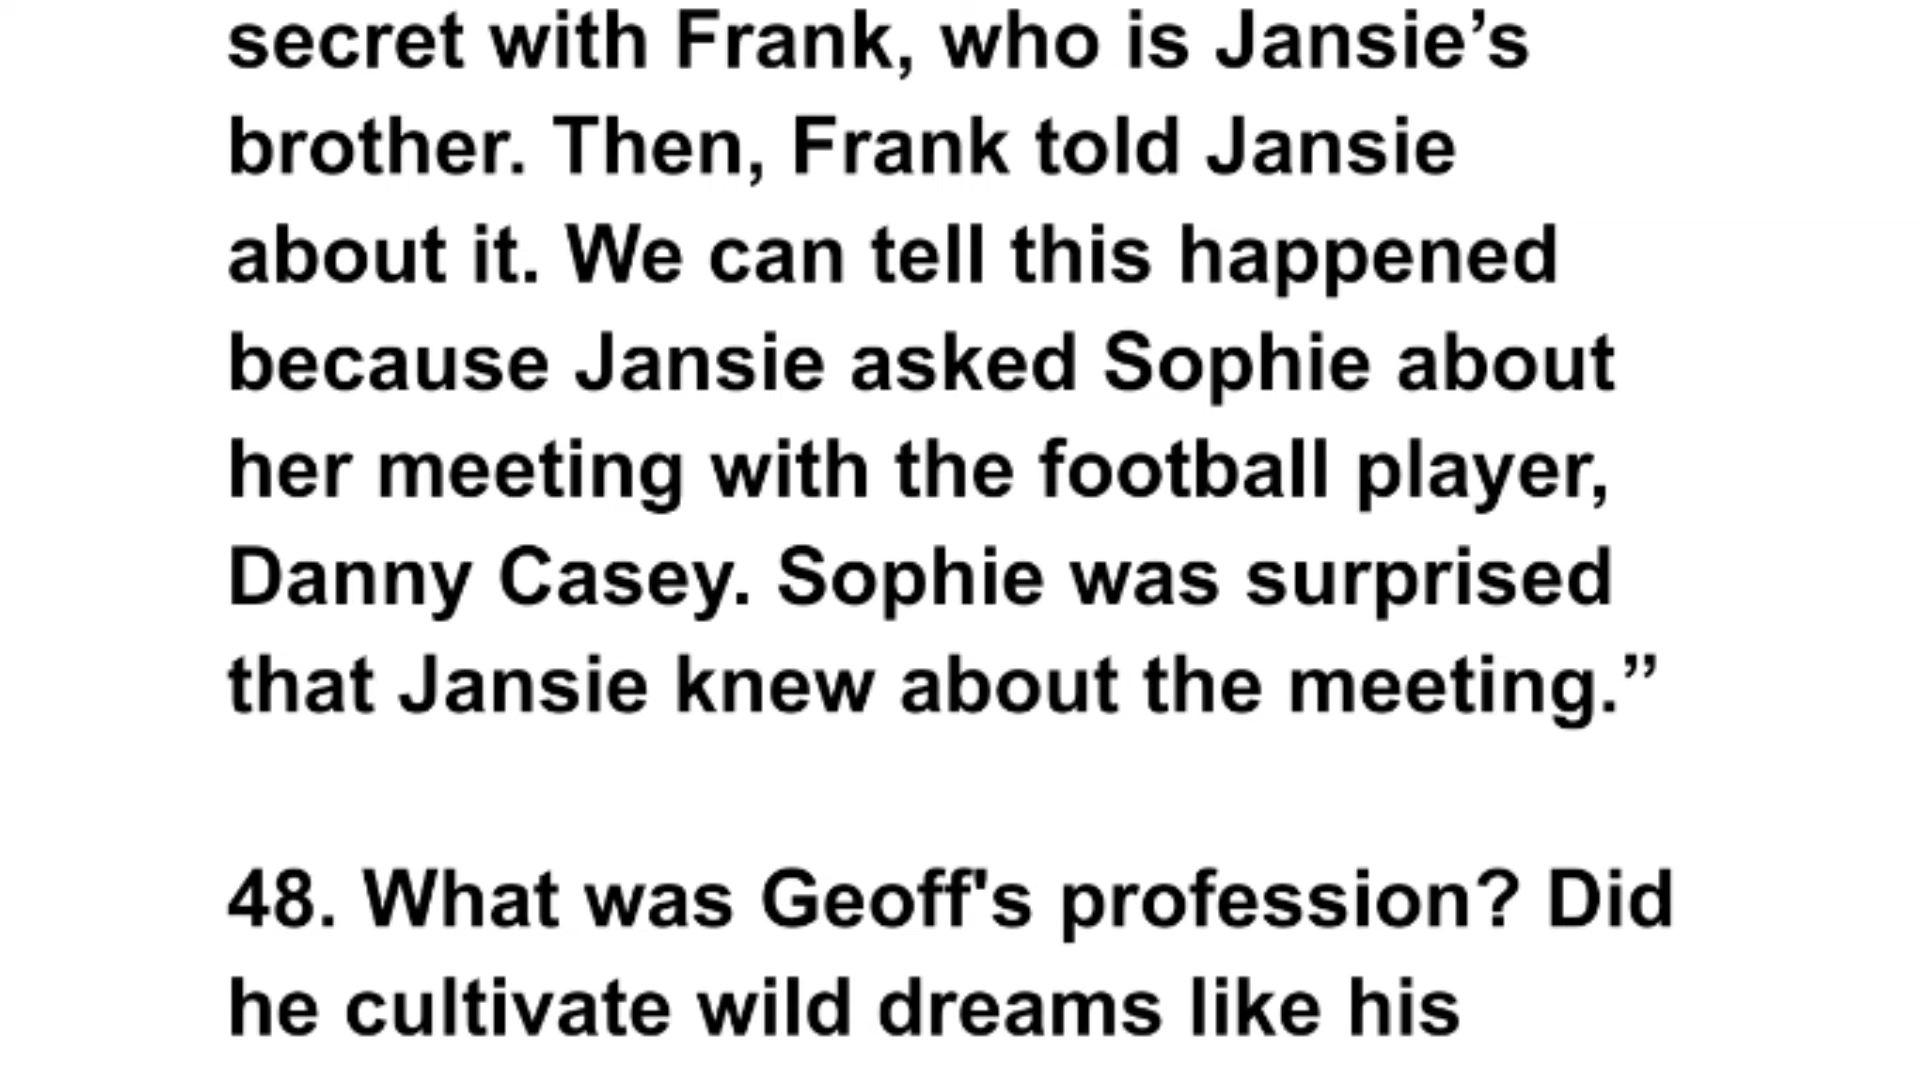 secret with Frank, who is Jansie’s
brother. Then, Frank told Jansie
about it. We can tell this happened
because Jansie asked Sophie about
her meeting with the football player,
Danny Casey. Sophie was surprised
that Jansie knew about the meeting.”
48. What was Geoff's profession? Did
he cultivate wild dreams like his